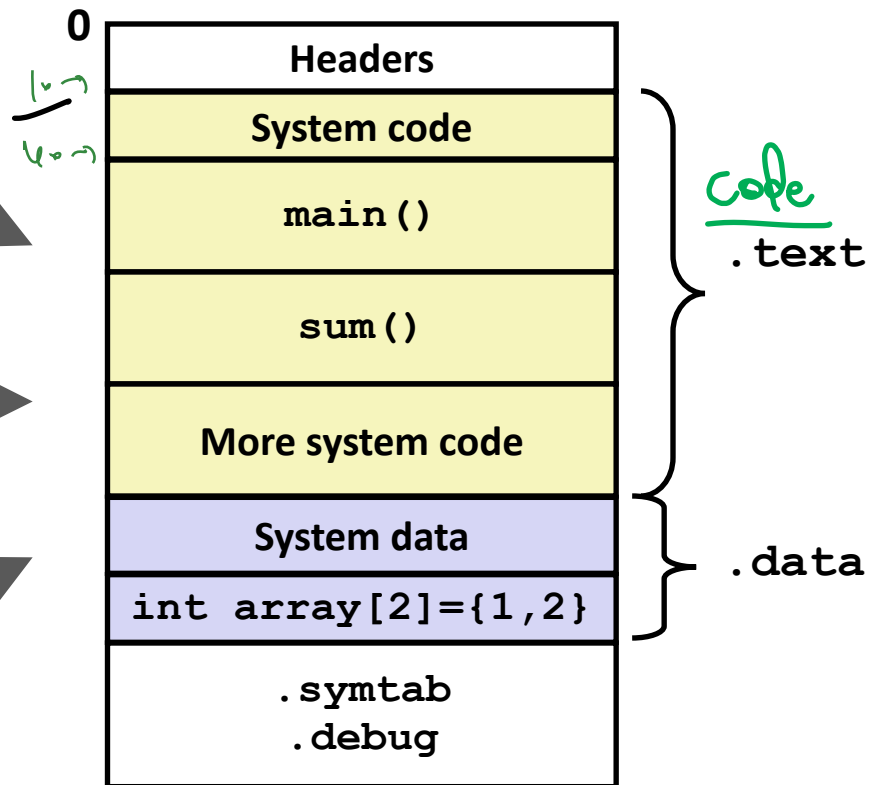 0
Headers
System code
main()
code
.text
sum()
More system code
System data
.data
int array[2]={1,2}
.symtab
.debug